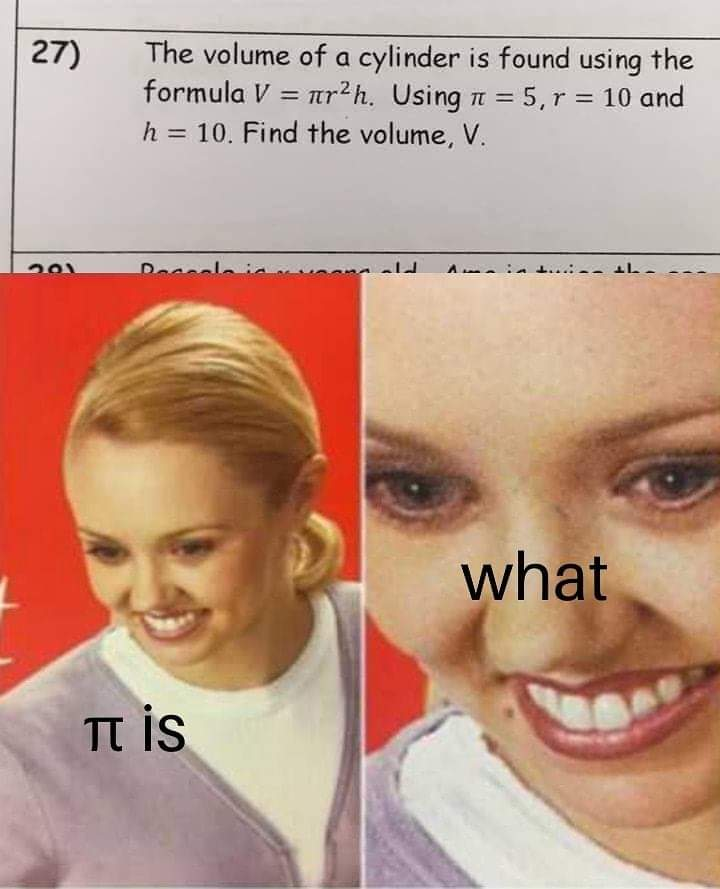 27) The volume of a cylinder is found using the
formula V = πr²h. Using π = 5, r = 10 and
h = 10. Find the volume, V.
what
π is